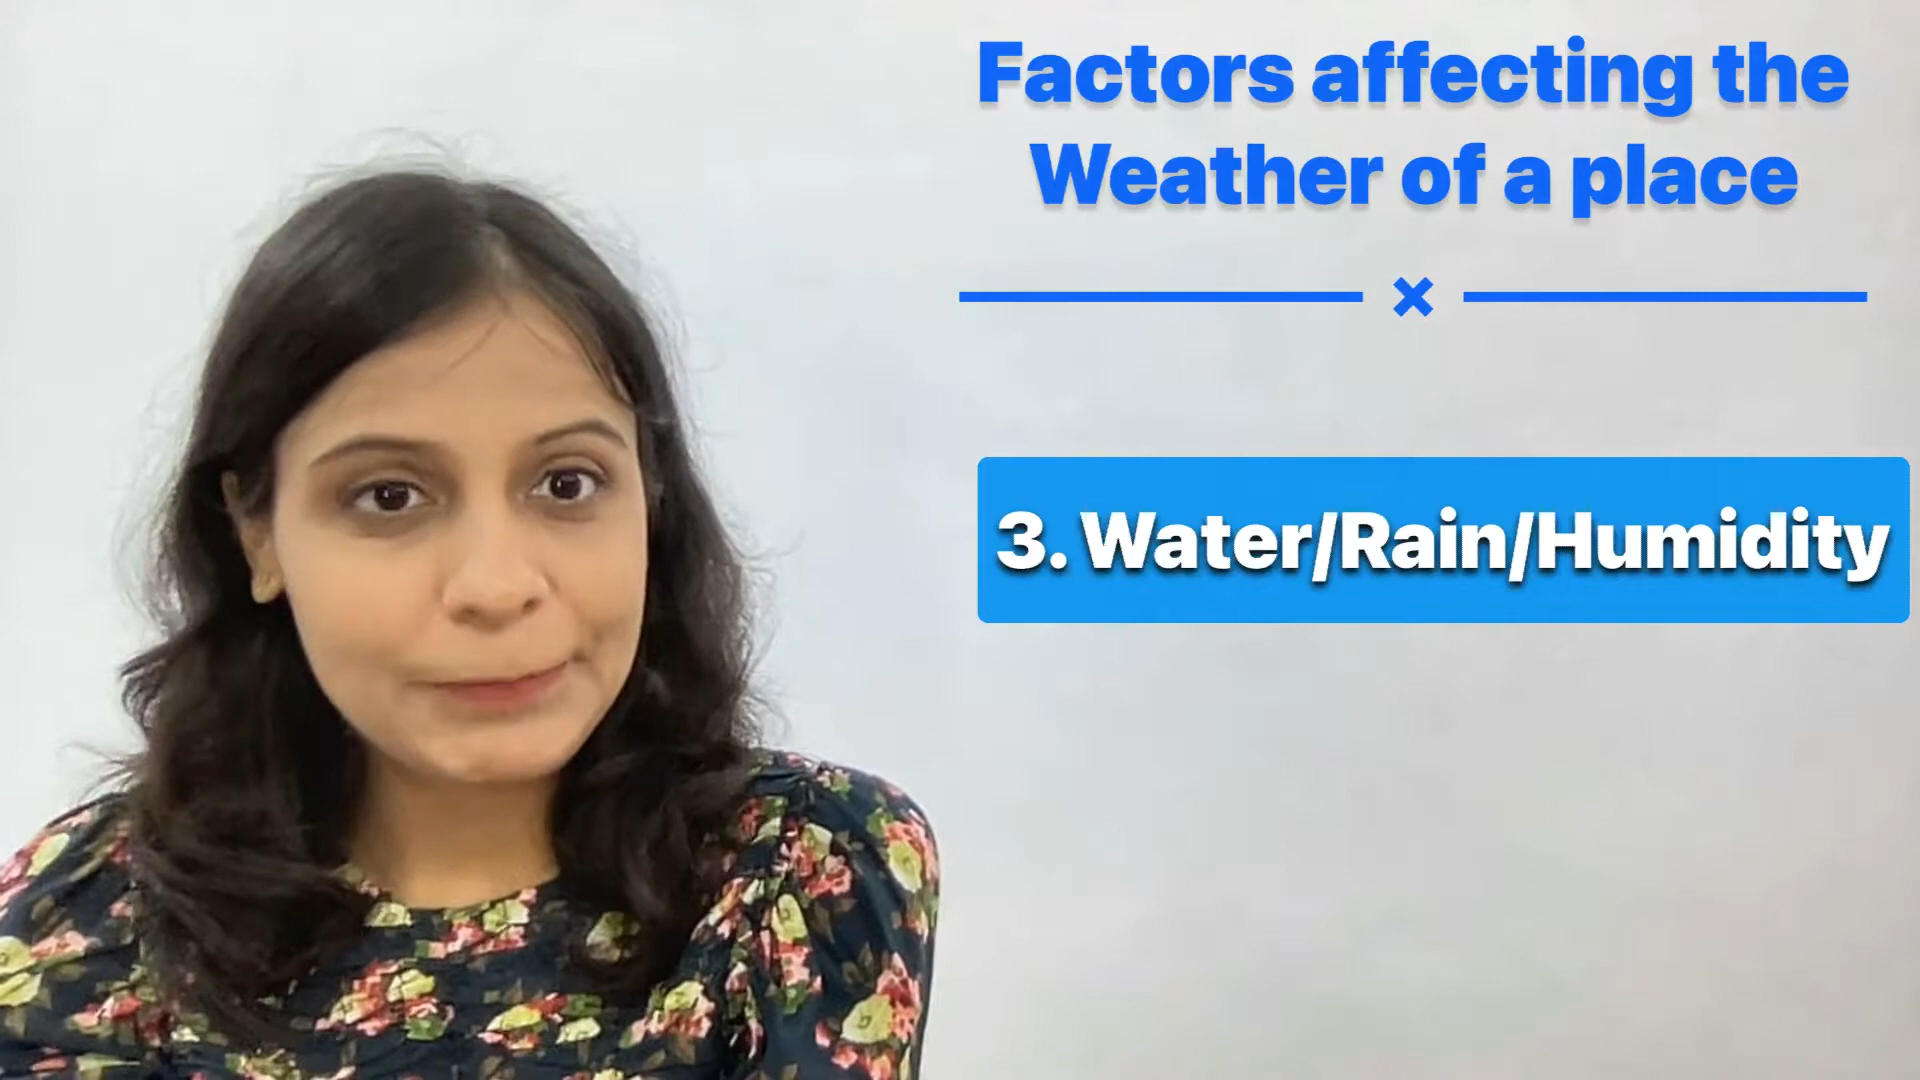 Factors affecting the
Weather of a place
3. Water/Rain/Humidity